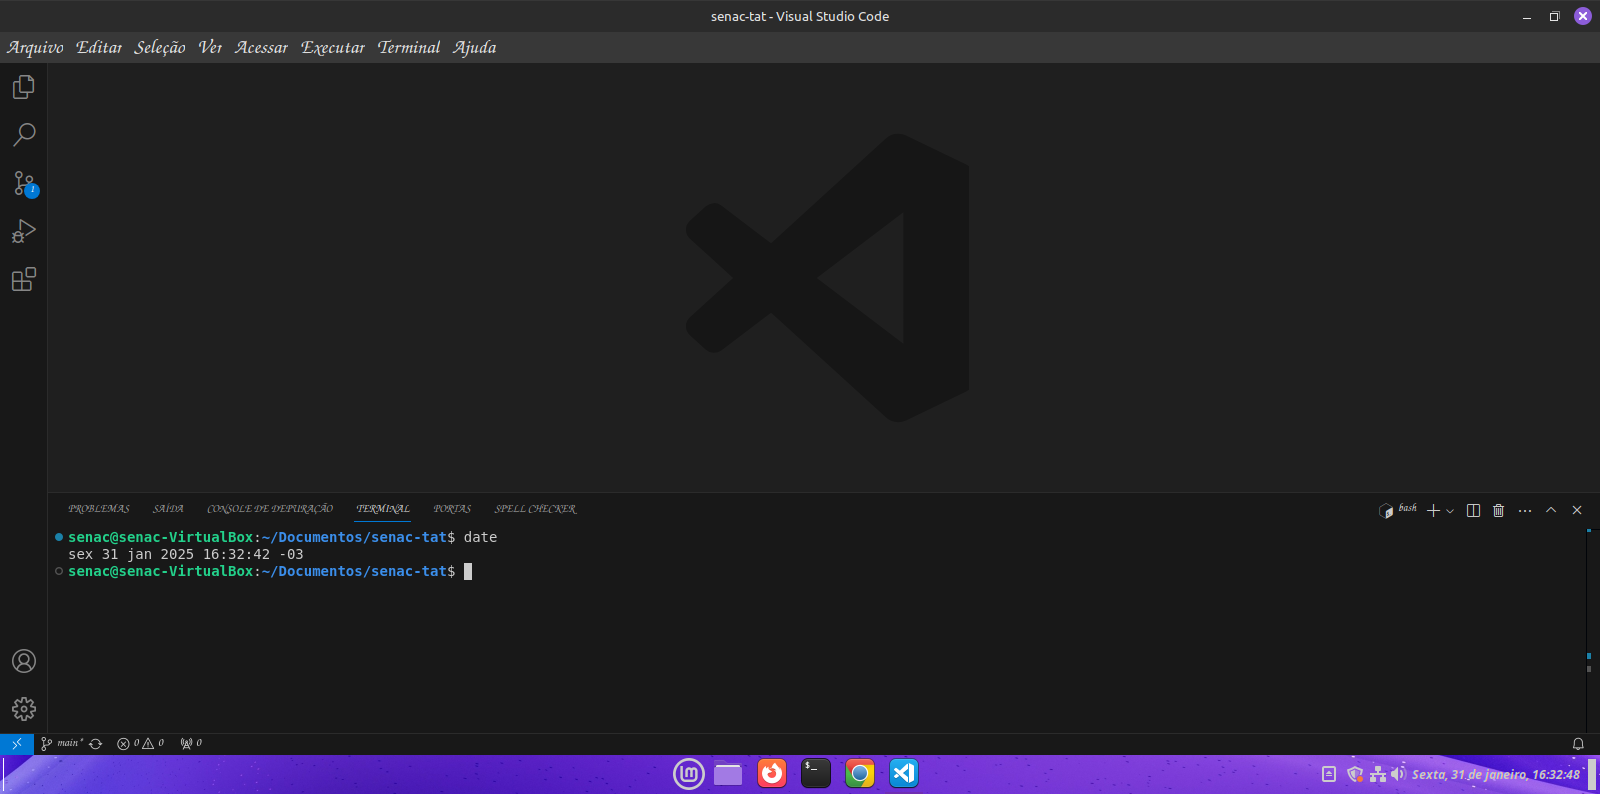 senac-tat - Visual Studio Code
Arquivo Editar Seleção Ver Acessar Executar Terminal Ajuda
1
PROBLEMAS SAÍDA CONSOLE DE DEPURAÇÃO TERMINAL PORTAS SPELL CHECKER bash
senac@senac-VirtualBox:~/Documentos/senac-tat$ date
sex 31 jan 2025 16:32:42 -03
senac@senac-VirtualBox:~/Documentos/senac-tat$
main* 0 0 0
$_
Sexta, 31 de janeiro, 16:32:48